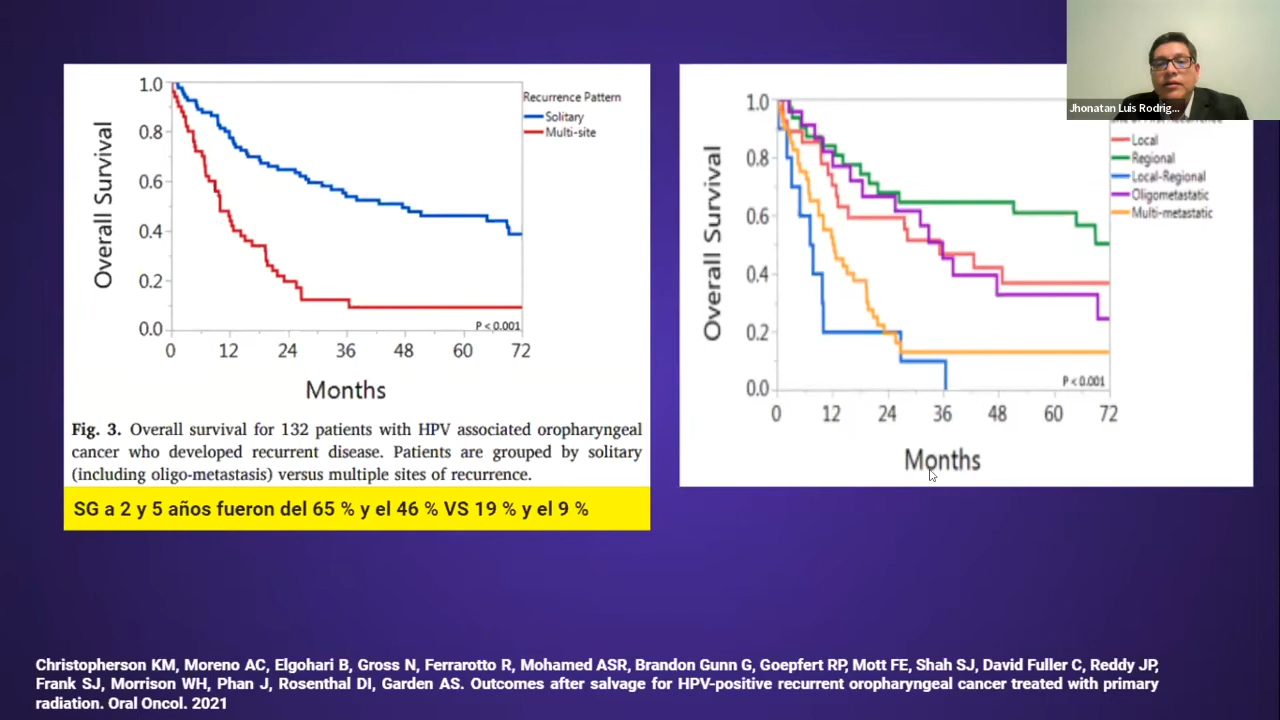 1.0
0.8
0.6
0.4
0.2
0.0
Overall Survival
0 12 24 36 48 60 72
Months
Recurrence Pattern
Solitary
Multi-site
P < 0.001
Fig. 3. Overall survival for 132 patients with HPV associated oropharyngeal
cancer who developed recurrent disease. Patients are grouped by solitary
(including oligo-metastasis) versus multiple sites of recurrence.
SG a 2 y 5 años fueron del 65 % y el 46 % VS 19 % y el 9 %
1.0
0.8
0.6
0.4
0.2
0.0
Overall Survival
0 12 24 36 48 60 72
Months
Local
Regional
Local-Regional
Oligometastatic
Multi-metastatic
P < 0.001
Jhonatan Luis Rodrig...
Christopherson KM, Moreno AC, Elgohari B, Gross N, Ferrarotto R, Mohamed ASR, Brandon Gunn G, Goepfert RP, Mott FE, Shah SJ, David Fuller C, Reddy JP,
Frank SJ, Morrison WH, Phan J, Rosenthal DI, Garden AS. Outcomes after salvage for HPV-positive recurrent oropharyngeal cancer treated with primary
radiation. Oral Oncol. 2021